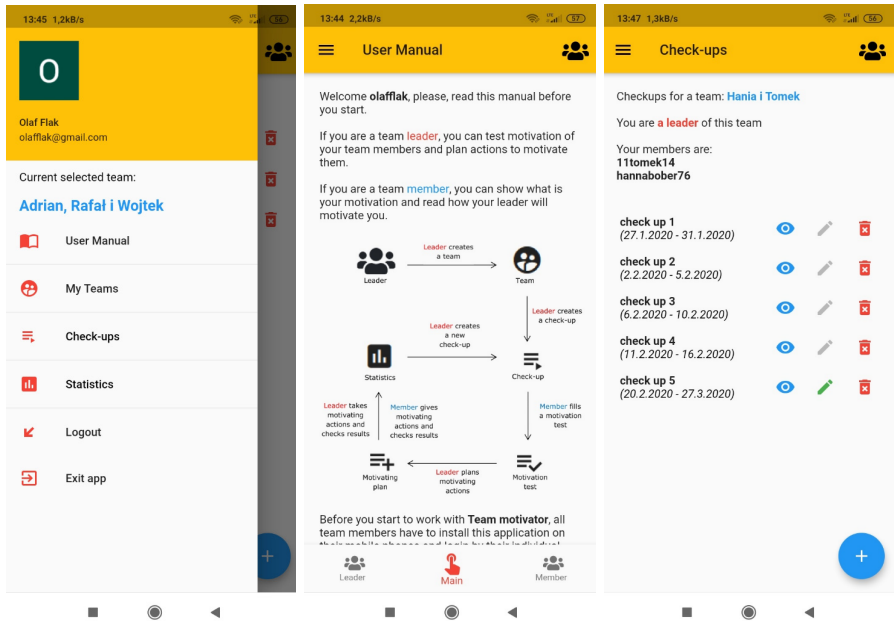 13:45 1,2kB/s
56
O
Olaf Flak
olafflak@gmail.com
Current selected team:
Adrian, Rafał i Wojtek
User Manual
My Teams
Check-ups
Statistics
Logout
Exit app
+
13:44 2,2kB/s
57
User Manual
Welcome olafflak, please, read this manual before
you start.
If you are a team leader, you can test motivation of
your team members and plan actions to motivate
them.
If you are a team member, you can show what is
your motivation and read how your leader will
motivate you.
Leader creates
a team
Leader
Team
Leader creates
a check-up
Leader creates
a new
check-up
Statistics
Check-up
Leader takes
motivating
actions and
checks results
Member gives
motivating
actions and
checks results
Member fills
a motivation
test
Motivating
plan
Leader plans
motivating
actions
Motivation
test
Before you start to work with Team motivator, all
team members have to install this application on
Leader
Main
Member
13:47 1,3kB/s
56
Check-ups
Checkups for a team: Hania i Tomek
You are a leader of this team
Your members are:
11tomek14
hannabober76
check up 1
(27.1.2020 - 31.1.2020)
check up 2
(2.2.2020 - 5.2.2020)
check up 3
(6.2.2020 - 10.2.2020)
check up 4
(11.2.2020 - 16.2.2020)
check up 5
(20.2.2020 - 27.3.2020)
+